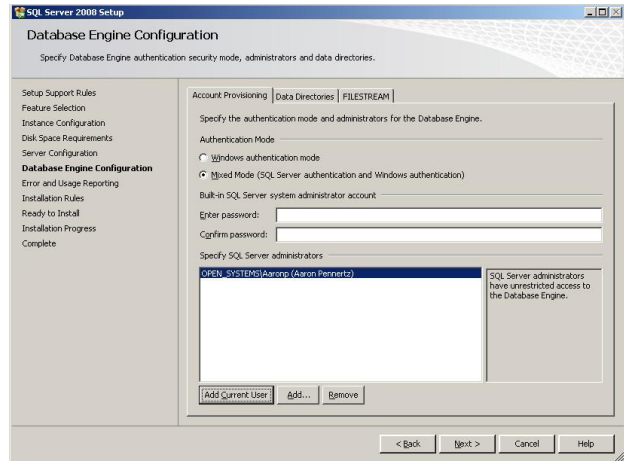 SQL Server 2008 Setup
Database Engine Configuration
Specify Database Engine authentication security mode, administrators and data directories.
Setup Support Rules
Feature Selection
Instance Configuration
Disk Space Requirements
Server Configuration
Database Engine Configuration
Error and Usage Reporting
Installation Rules
Ready to Install
Installation Progress
Complete
Account Provisioning
Data Directories
FILESTREAM
Specify the authentication mode and administrators for the Database Engine.
Authentication Mode
Windows authentication mode
Mixed Mode (SQL Server authentication and Windows authentication)
Built-in SQL Server system administrator account
Enter password:
Confirm password:
Specify SQL Server administrators
OPEN_SYSTEMS\Aaronp (Aaron Pennertz)
SQL Server administrators
have unrestricted access to
the Database Engine.
Add Current User
Add...
Remove
< Back
Next >
Cancel
Help